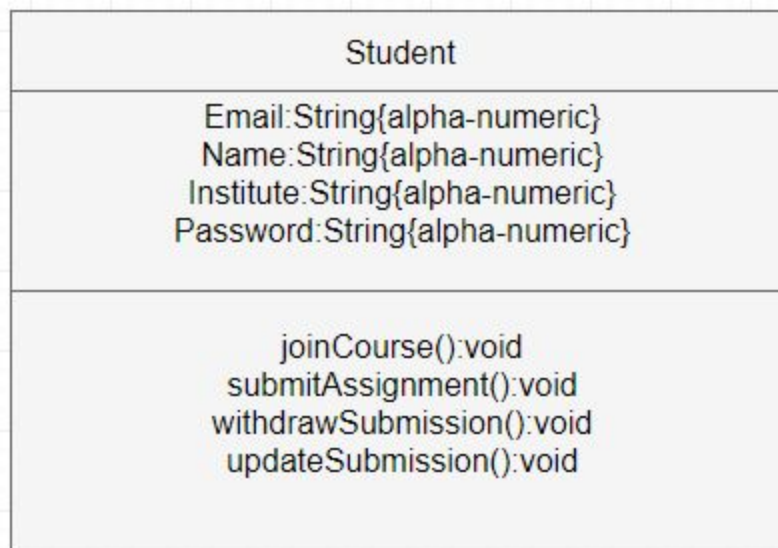 Student
Email:String{alpha-numeric}
Name:String{alpha-numeric}
Institute:String{alpha-numeric}
Password:String{alpha-numeric}
joinCourse():void
submitAssignment():void
withdrawSubmission():void
updateSubmission():void